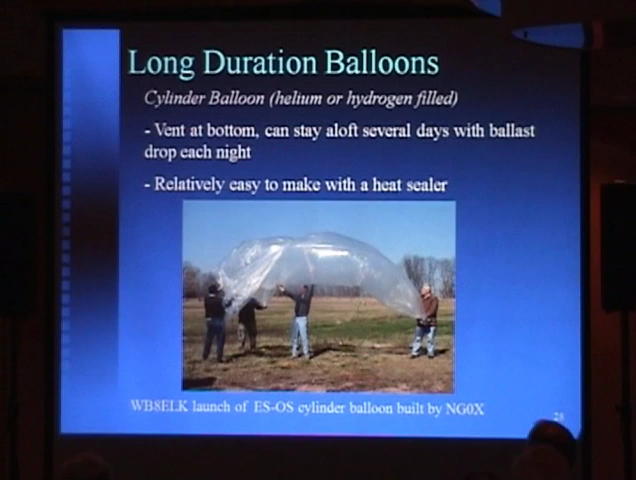 Long Duration Balloons
Cylinder Balloon (helium or hydrogen filled)
- Vent at bottom, can stay aloft several days with ballast
drop each night
- Relatively easy to make with a heat sealer
WB8ELK launch of ES-OS cylinder balloon built by NG0X